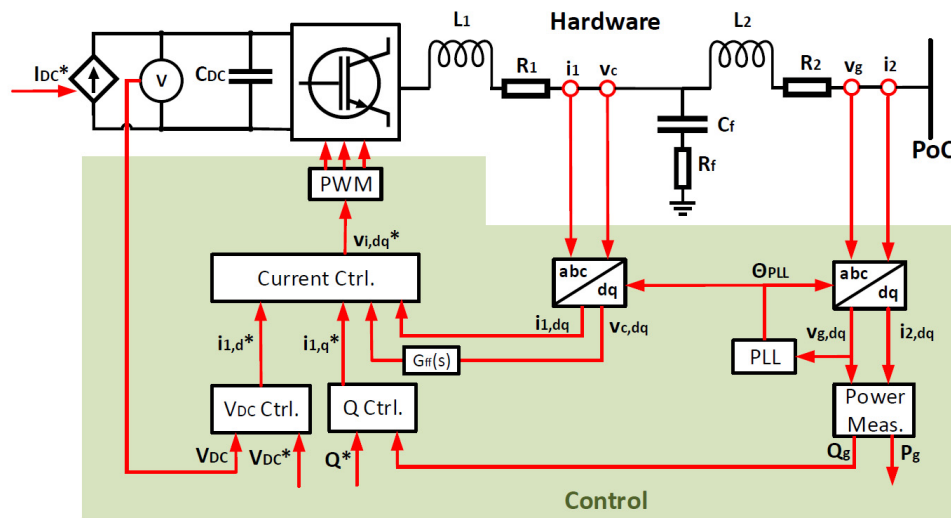 L1
Hardware
L2
IDC*
V
CDC
R1
i1
vc
R2
vg
i2
Cf
Rf
PoC
PWM
vi,dq*
Current Ctrl.
abc
dq
ΘPLL
abc
dq
i1,d*
i1,q*
i1,dq
vc,dq
vg,dq
i2,dq
Gff(s)
PLL
VDC Ctrl.
Q Ctrl.
Power
Meas.
VDC
VDC*
Q*
Qg
Pg
Control